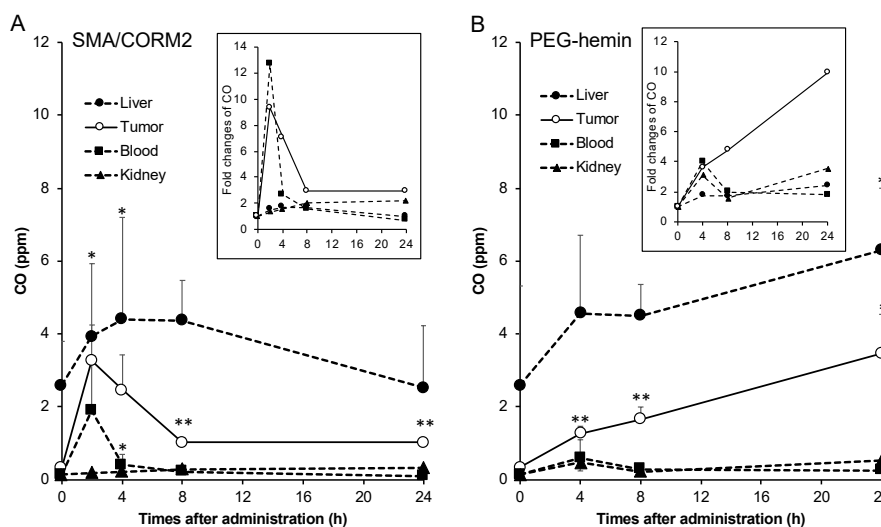 A
SMA/CORM2
12
10
8
6
4
2
0
CO (ppm)
Liver
Tumor
Blood
Kidney
14
12
10
8
6
4
2
0
Fold changes of CO
0 4 8 12 16 20 24
*
*
*
**
**
0 4 8 12 16 20 24
Times after administration (h)
B
PEG-hemin
12
10
8
6
4
2
0
CO (ppm)
Liver
Tumor
Blood
Kidney
12
10
8
6
4
2
0
Fold changes of CO
0 4 8 12 16 20 24
**
**
0 4 8 12 16 20
Times after administration (h)